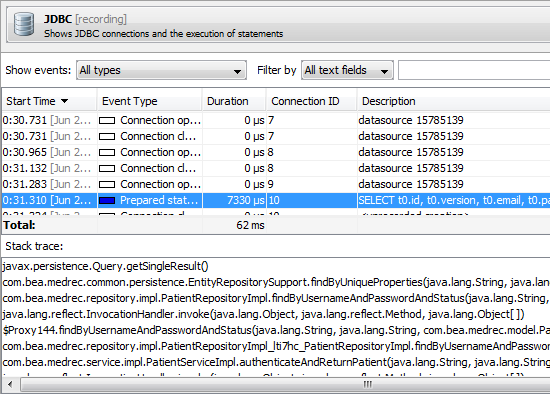 JDBC [recording]
Shows JDBC connections and the execution of statements
Show events: All types Filter by All text fields
Start Time Event Type Duration Connection ID Description
0:30.731 [Jun 2... Connection op... 0 µs 7 datasource 15785139
0:30.731 [Jun 2... Connection cl... 0 µs 7 datasource 15785139
0:30.965 [Jun 2... Connection op... 0 µs 8 datasource 15785139
0:31.132 [Jun 2... Connection cl... 0 µs 8 datasource 15785139
0:31.283 [Jun 2... Connection op... 0 µs 9 datasource 15785139
0:31.310 [Jun 2... Prepared stat... 7330 µs 10 SELECT t0.id, t0.version, t0.email, t0.pa
Total: 62 ms
Stack trace:
javax.persistence.Query.getSingleResult()
com.bea.medrec.common.persistence.EntityRepositorySupport.findByUniqueProperties(java.lang.String, java.lang.
com.bea.medrec.repository.impl.PatientRepositoryImpl.findByUsernameAndPasswordAndStatus(java.lang.String,
java.lang.reflect.InvocationHandler.invoke(java.lang.Object, java.lang.reflect.Method, java.lang.Object[])
$Proxy144.findByUsernameAndPasswordAndStatus(java.lang.String, java.lang.String, com.bea.medrec.model.Pa
com.bea.medrec.repository.impl.PatientRepositoryImpl_lti7hc_PatientRepositoryImpl.findByUsernameAndPasswo
com.bea.medrec.service.impl.PatientServiceImpl.authenticateAndReturnPatient(java.lang.String, java.lang.String